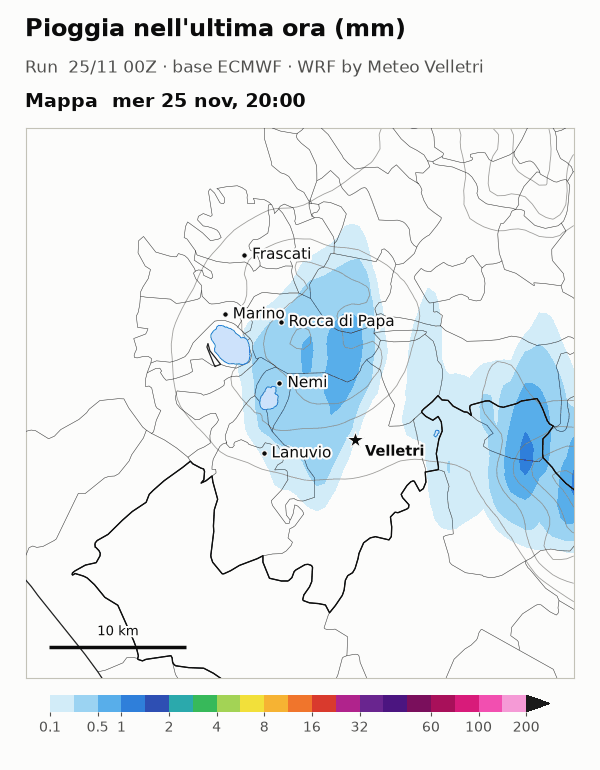 Pioggia nell'ultima ora (mm)
Run  25/11 00Z · base ECMWF · WRF by Meteo Velletri
Mappa  mer 25 nov, 20:00
Frascati
Marino
Rocca di Papa
Nemi
Velletri
Lanuvio
10 km
0.1 0.5 1 2 4 8 16 32 60 100 200